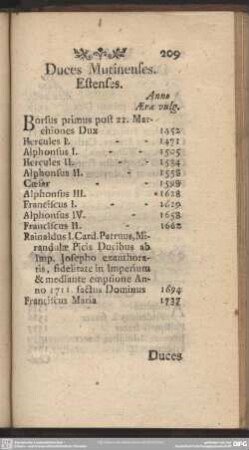 209
Duces Mutinenses.
Estenses.
Anno
Æræ vulg.
Borsus primus post 22. Mar-
chiones Dux 1452
Hercules I. - - 1471
Alphonsus I. - - 1505
Hercules II. - - 1534
Alphonsus II. - - 1558
Cæsar - - 1598
Alphonsus III. - 1628
Franciscus I. - - 1629
Alphonsus IV. - - 1658
Franciscus II. - - 1662
Rainaldus I. Card. Patruus, Mi-
randulæ Picis Ducibus ab
Imp. Josepho exauthora-
tis, fidelitate in Imperium
& mediante emptione An-
no 1711. factus Dominus 1694
Franciscus Maria 1737
Duces